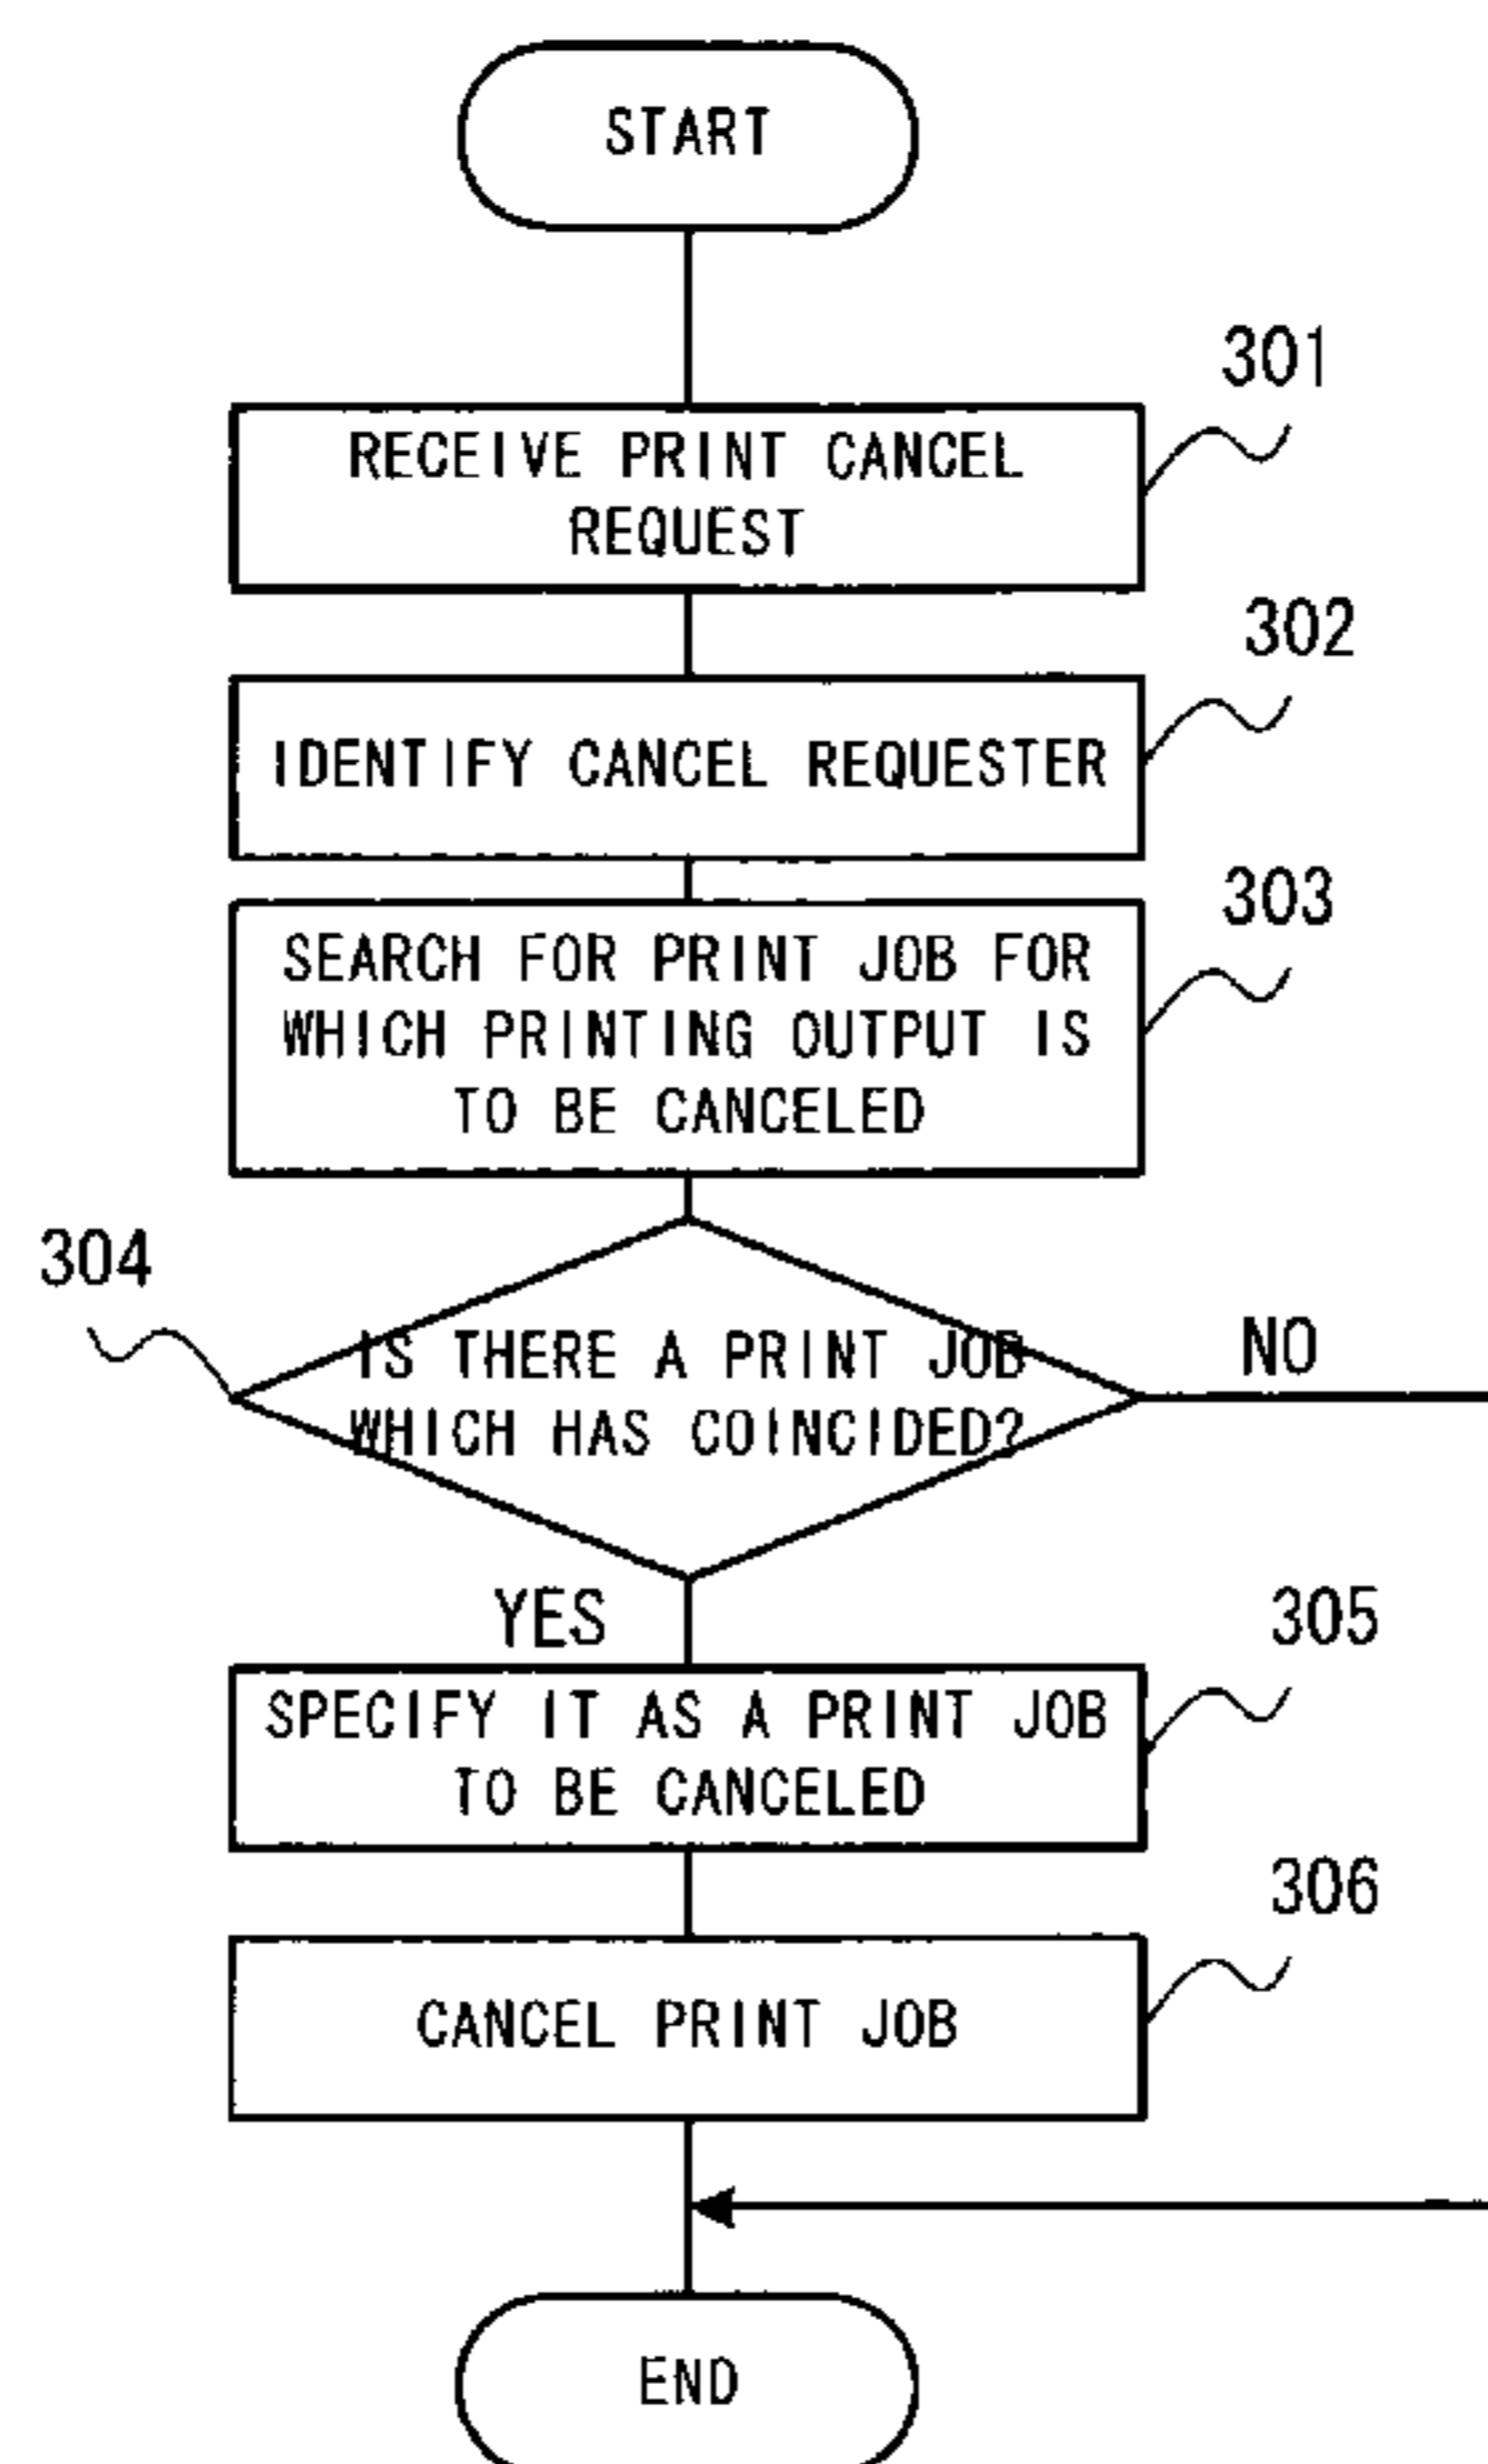 START
301
RECEIVE PRINT CANCEL
REQUEST
302
IDENTIFY CANCEL REQUESTER
303
SEARCH FOR PRINT JOB FOR
WHICH PRINTING OUTPUT IS
TO BE CANCELED
304
IS THERE A PRINT JOB
WHICH HAS COINCIDED?
NO
YES
305
SPECIFY IT AS A PRINT JOB
TO BE CANCELED
306
CANCEL PRINT JOB
END